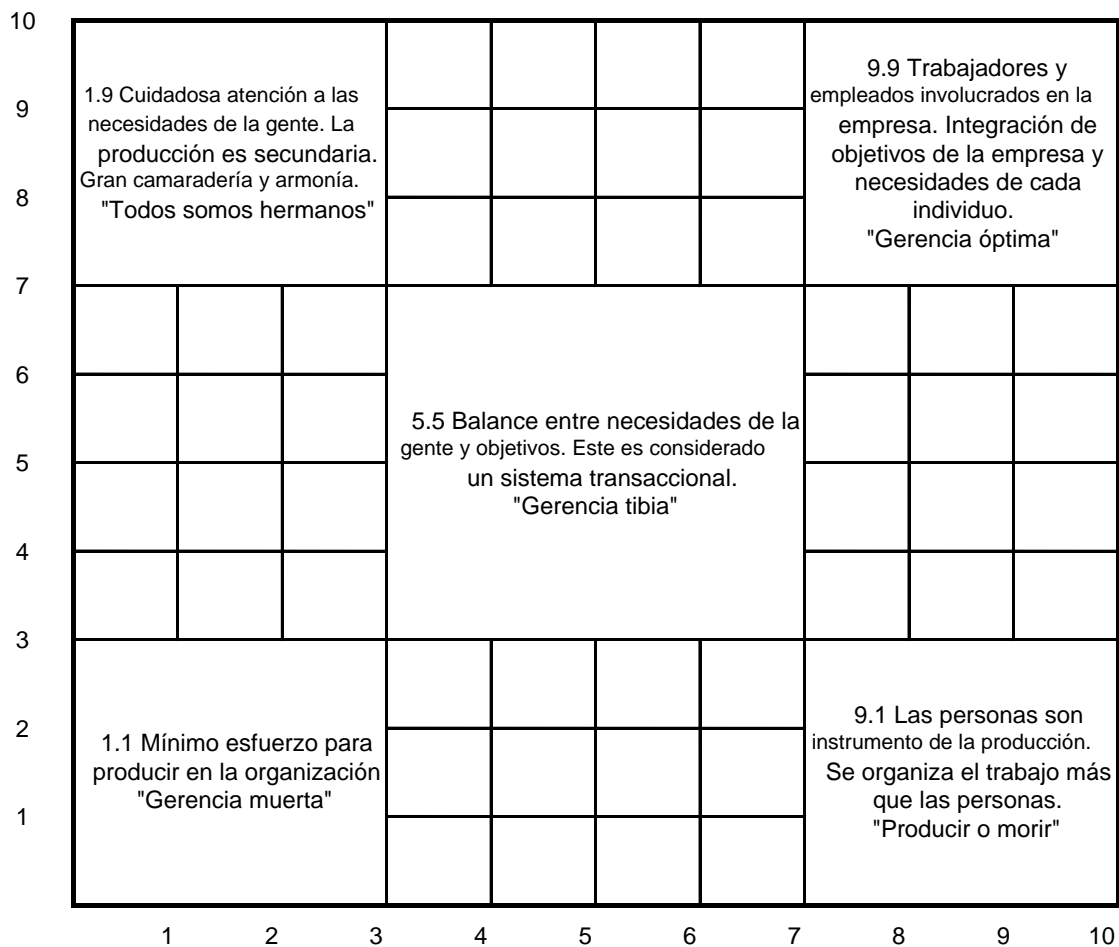 10
1.9 Cuidadosa atención a las
necesidades de la gente. La
producción es secundaria.
Gran camaradería y armonía.
"Todos somos hermanos"
9.9 Trabajadores y
empleados involucrados en la
empresa. Integración de
objetivos de la empresa y
necesidades de cada
individuo.
"Gerencia óptima"
9
8
7
6
5.5 Balance entre necesidades de la
gente y objetivos. Este es considerado
un sistema transaccional.
"Gerencia tibia"
5
4
3
1.1 Mínimo esfuerzo para
producir en la organización
"Gerencia muerta"
9.1 Las personas son
instrumento de la producción.
Se organiza el trabajo más
que las personas.
"Producir o morir"
2
1
1 2 3 4 5 6 7 8 9 10